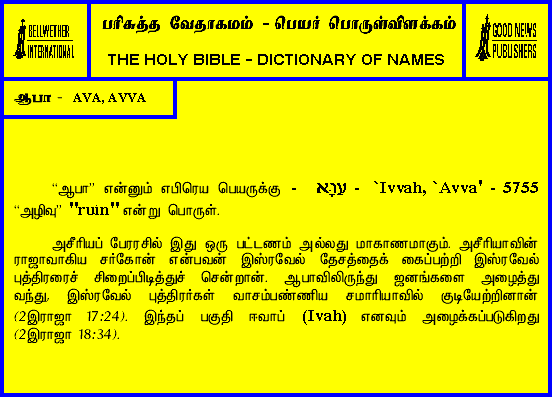 BELLWETHER
INTERNATIONAL
பரிசுத்த வேதாகமம் - பெயர் பொருள்விளக்கம்
THE HOLY BIBLE - DICTIONARY OF NAMES
GOOD NEWS
PUBLISHERS
ஆபா - AVA, AVVA
“ஆபா” என்னும் எபிரெய பெயருக்கு - עַוָּא - `Ivvah, `Avva' - 5755
“அழிவு” "ruin" என்று பொருள்.
அசீரியப் பேரரசில் இது ஒரு பட்டணம் அல்லது மாகாணமாகும். அசீரியாவின்
ராஜாவாகிய சர்கோன் என்பவன் இஸ்ரவேல் தேசத்தைக் கைப்பற்றி இஸ்ரவேல்
புத்திரரைச் சிறைப்பிடித்துச் சென்றான். ஆபாவிலிருந்து ஜனங்களை அழைத்து
வந்து, இஸ்ரவேல் புத்திரர்கள் வாசம்பண்ணிய சமாரியாவில் குடியேற்றினான்
(2இராஜா 17:24). இந்தப் பகுதி ஈவாப் (Ivah) எனவும் அழைக்கப்படுகிறது
(2இராஜா 18:34).